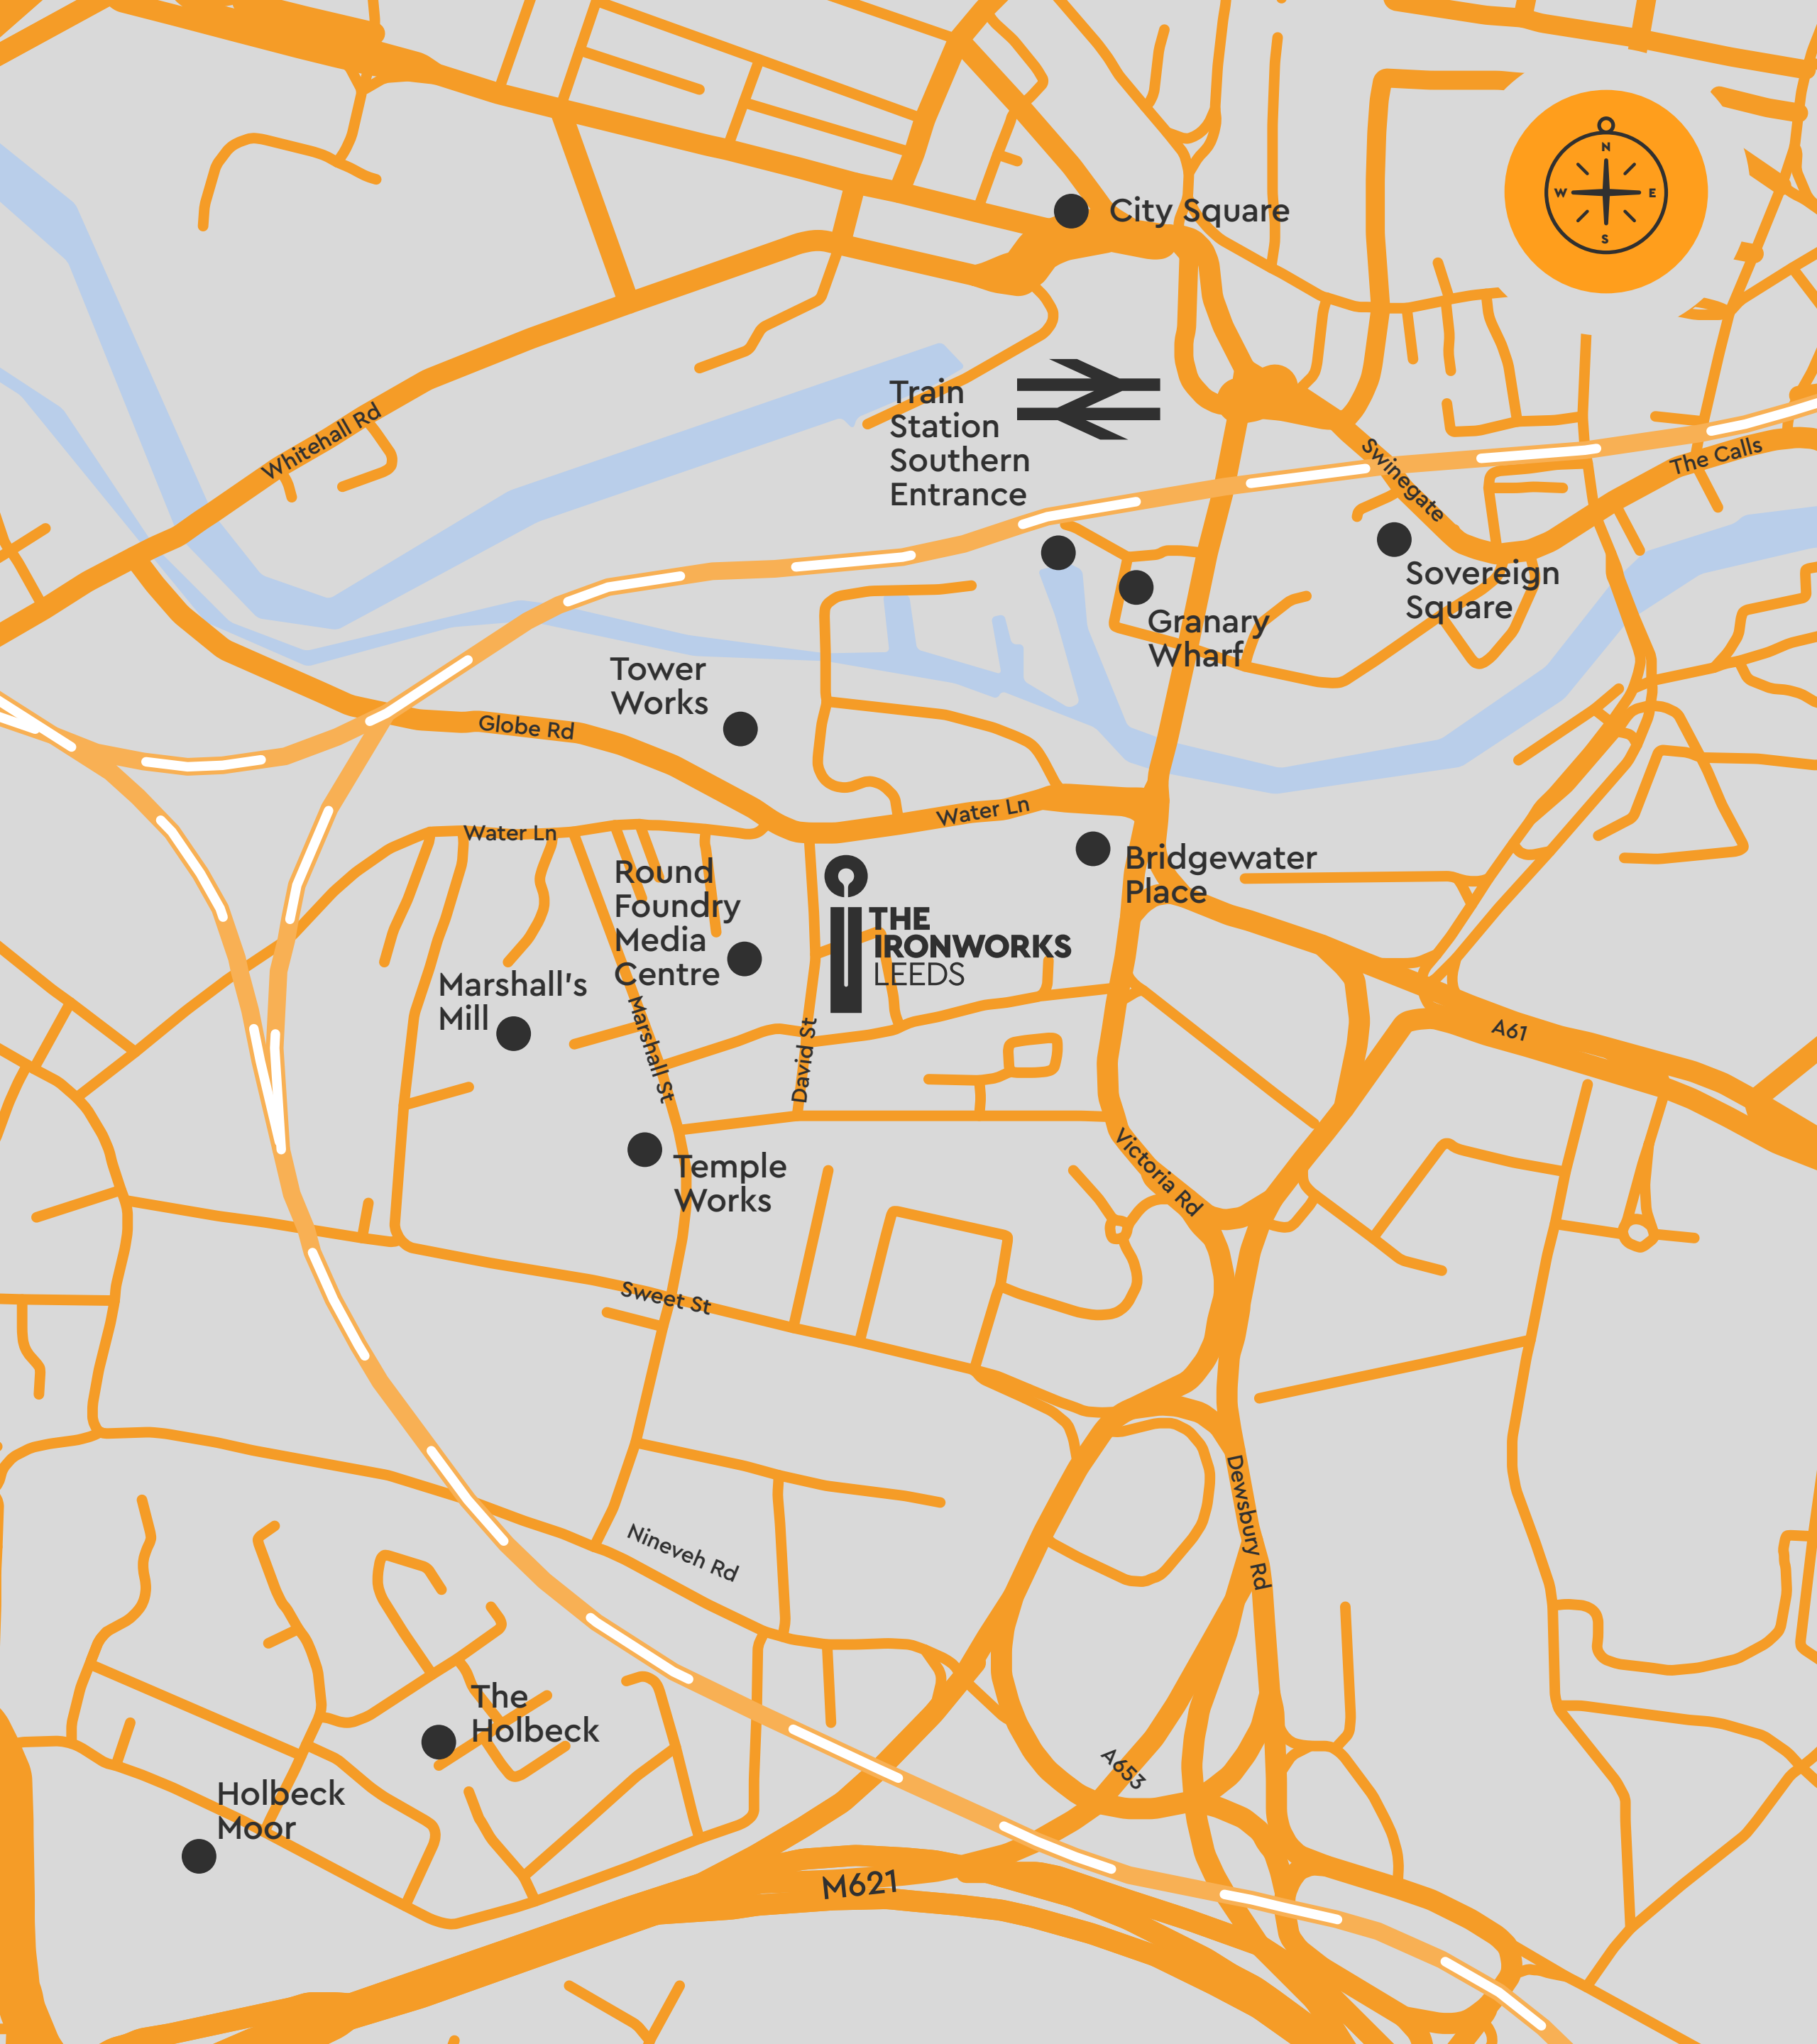 N
W E
S
City Square
Train
Station
Southern
Entrance
Whitehall Rd
Swinegate
The Calls
Sovereign
Square
Granary
Wharf
Tower
Works
Globe Rd
Water Ln
Water Ln
Bridgewater
Place
Round
Foundry
Media
Centre
THE
IRONWORKS
LEEDS
Marshall's
Mill
Marshall St
David St
A61
Temple
Works
Victoria Rd
Sweet St
Dewsbury Rd
Nineveh Rd
The
Holbeck
A653
Holbeck
Moor
M621